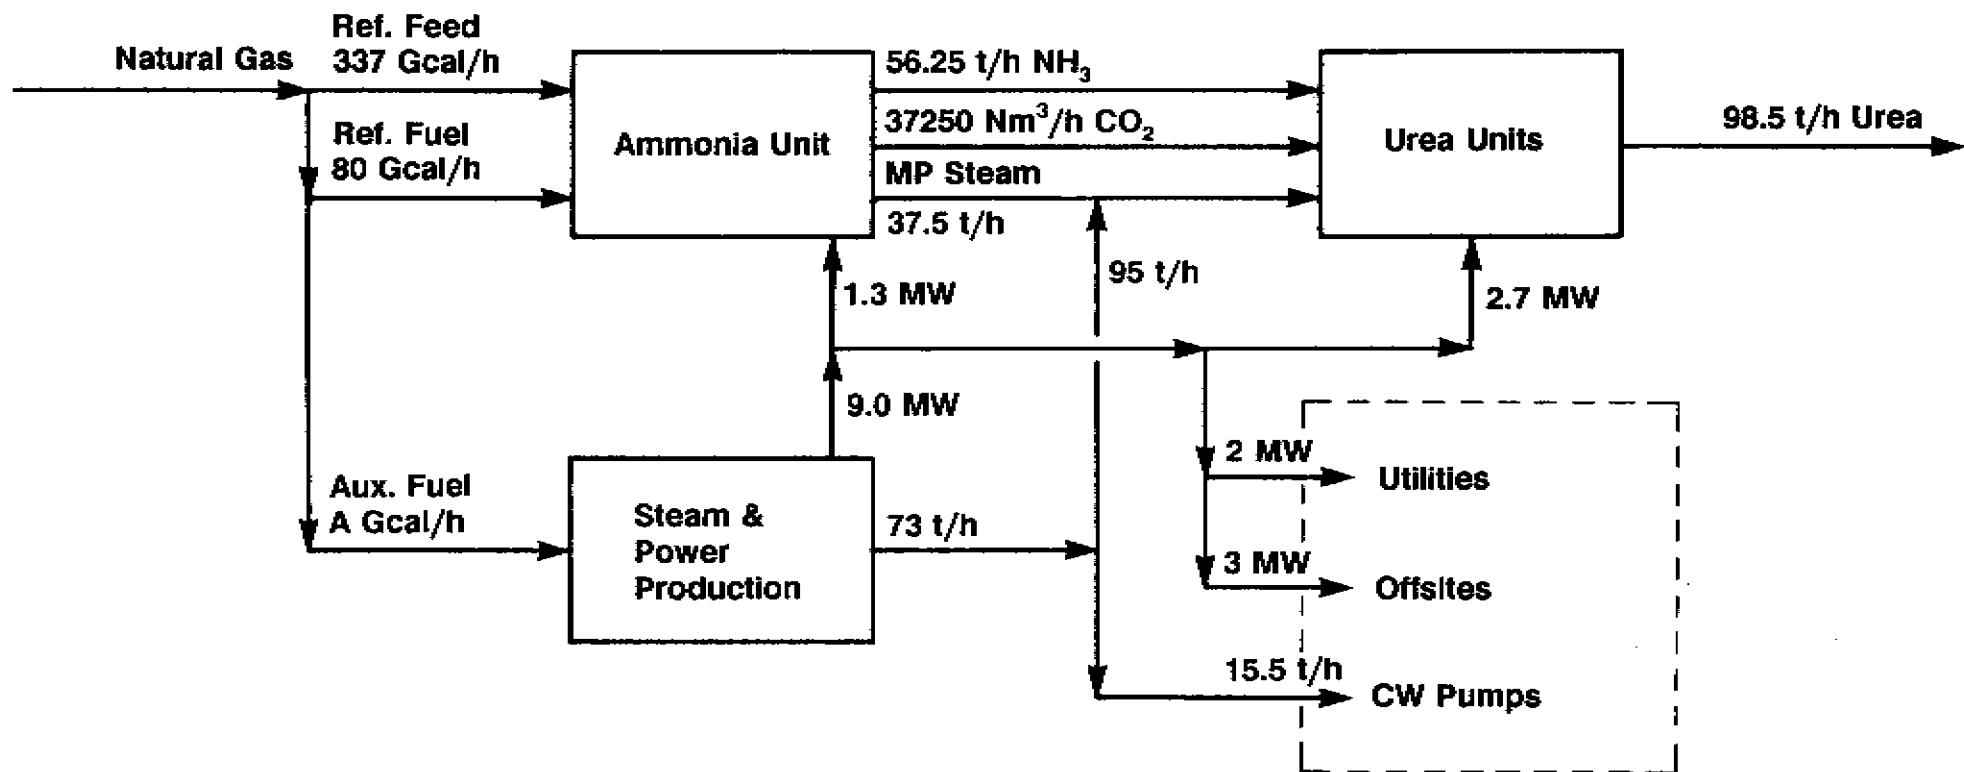 Natural Gas
Ref. Feed
337 Gcal/h
Ref. Fuel
80 Gcal/h
Ammonia Unit
56.25 t/h NH₃
37250 Nm³/h CO₂
MP Steam
37.5 t/h
Urea Units
98.5 t/h Urea
1.3 MW
95 t/h
2.7 MW
9.0 MW
Aux. Fuel
A Gcal/h
Steam &
Power
Production
73 t/h
2 MW
Utilities
3 MW
Offsites
15.5 t/h
CW Pumps